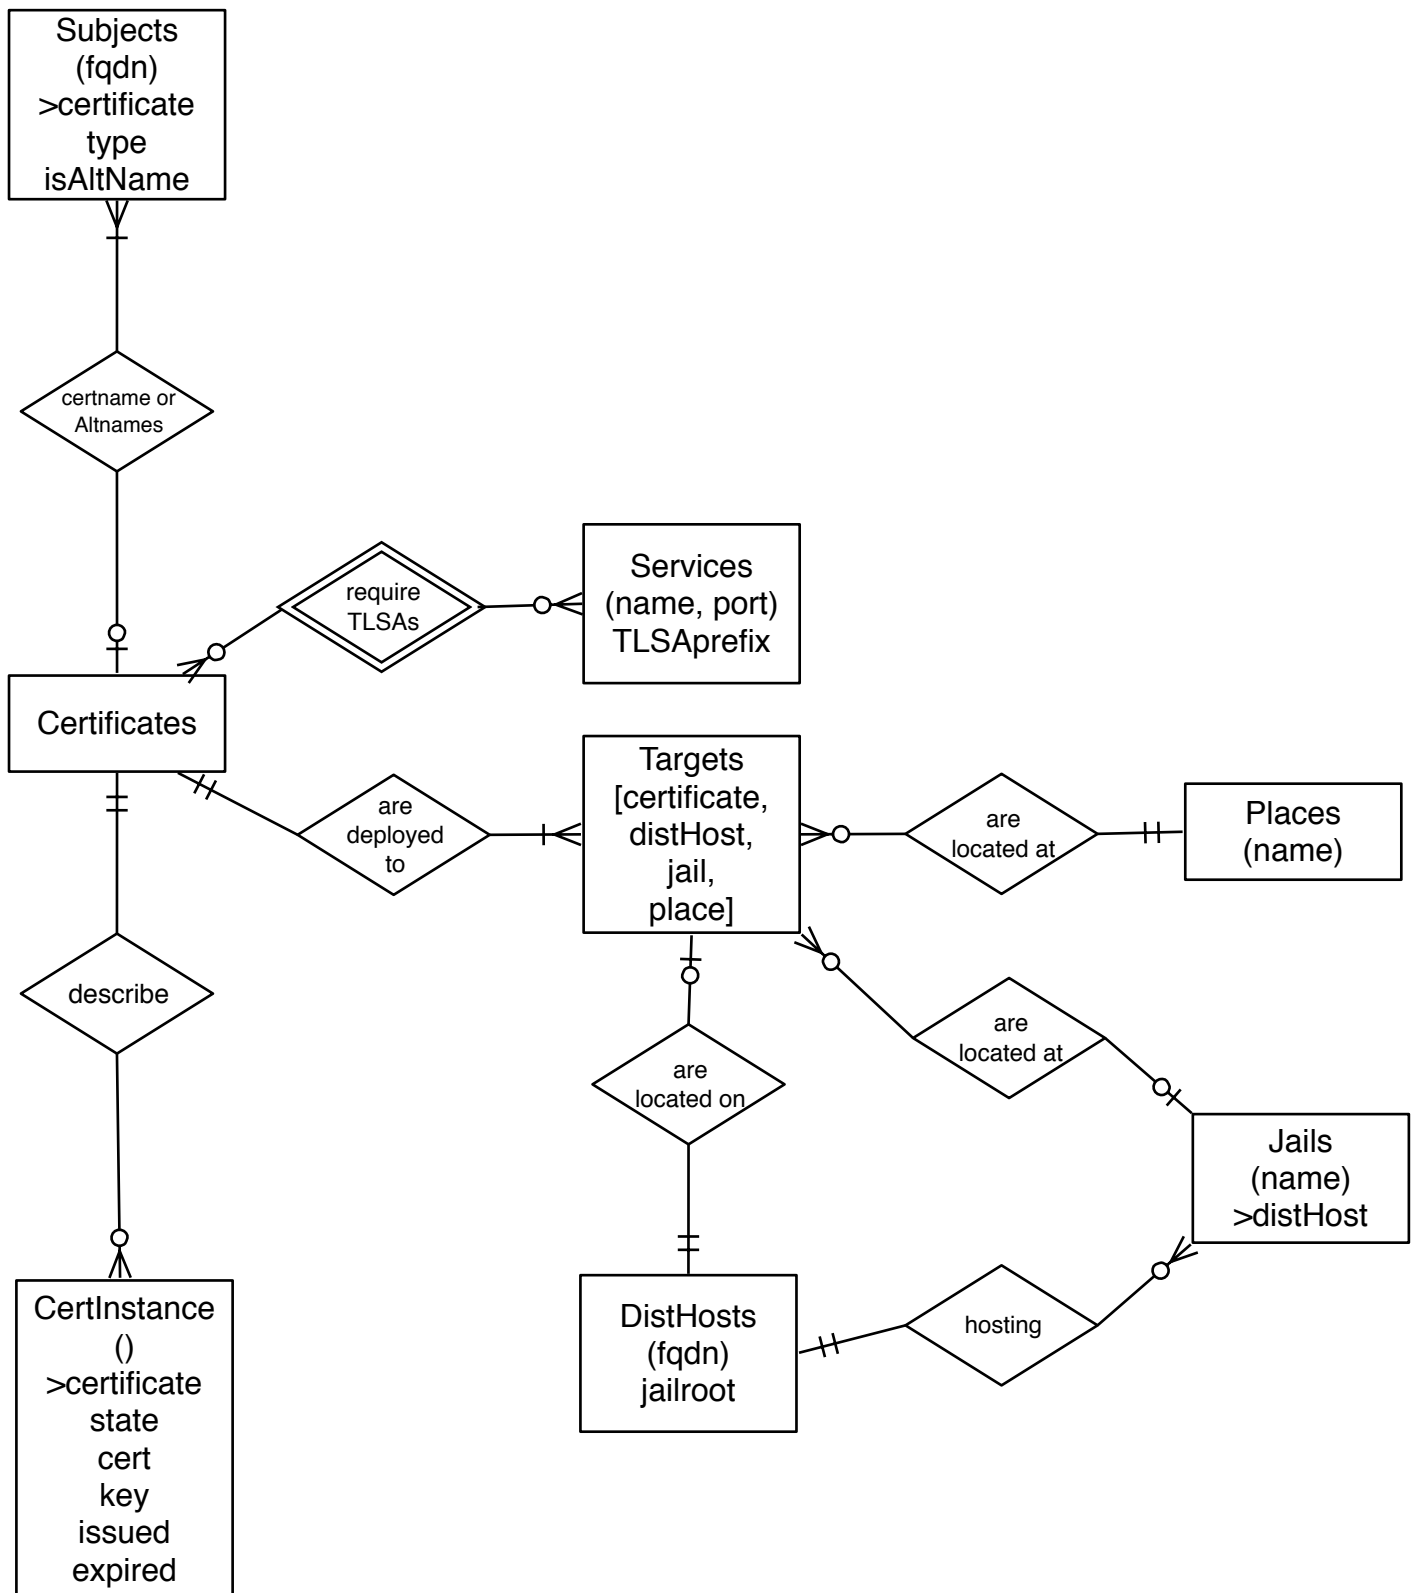 Subjects
(fqdn)
>certificate
type
isAltName
certname or
Altnames
require
TLSAs
Services
(name, port)
TLSAprefix
Certificates
are
deployed
to
Targets
[certificate,
distHost,
jail,
place]
are
located at
Places
(name)
describe
are
located on
are
located at
Jails
(name)
>distHost
CertInstance
()
>certificate
state
cert
key
issued
expired
DistHosts
(fqdn)
jailroot
hosting